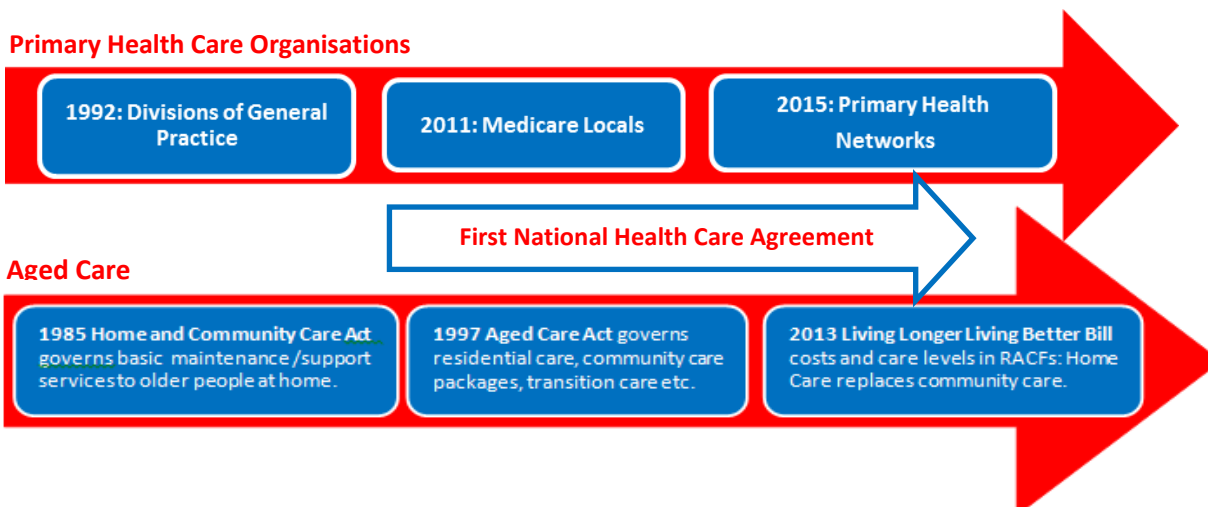 Primary Health Care Organisations
1992: Divisions of General
Practice
2011: Medicare Locals
2015: Primary Health
Networks
First National Health Care Agreement
Aged Care
1985 Home and Community Care Act
governs basic maintenance/support
services to older people at home.
1997 Aged Care Act governs
residential care, community care
packages, transition care etc.
2013 Living Longer Living Better Bill
costs and care levels in RACFs: Home
Care replaces community care.